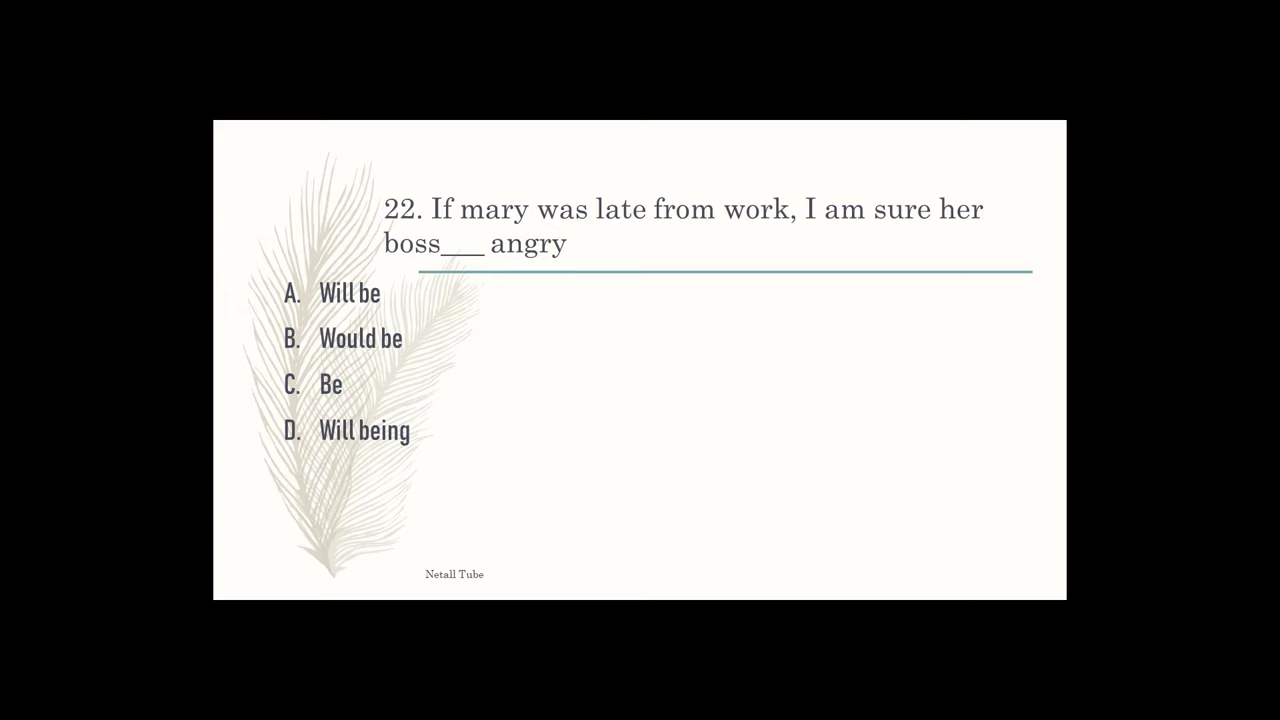 22. If mary was late from work, I am sure her
boss___ angry
A. Will be
B. Would be
C. Be
D. Will being
Netall Tube